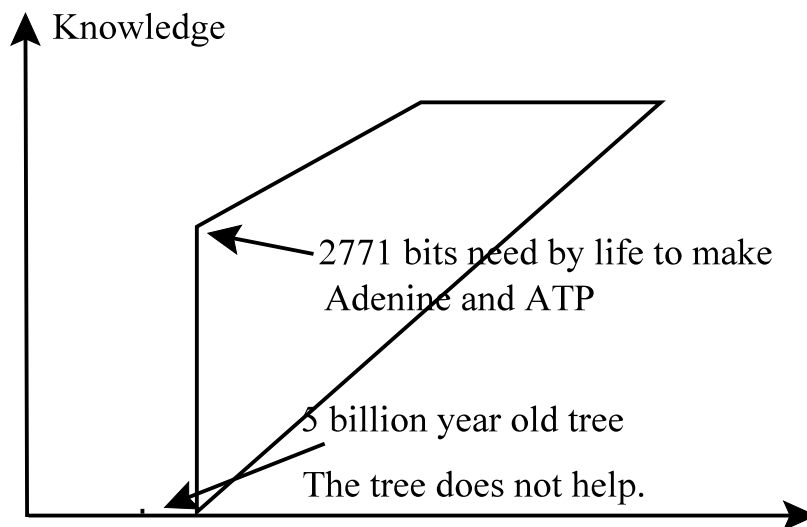 Knowledge
2771 bits need by life to make
Adenine and ATP
5 billion year old tree
The tree does not help.